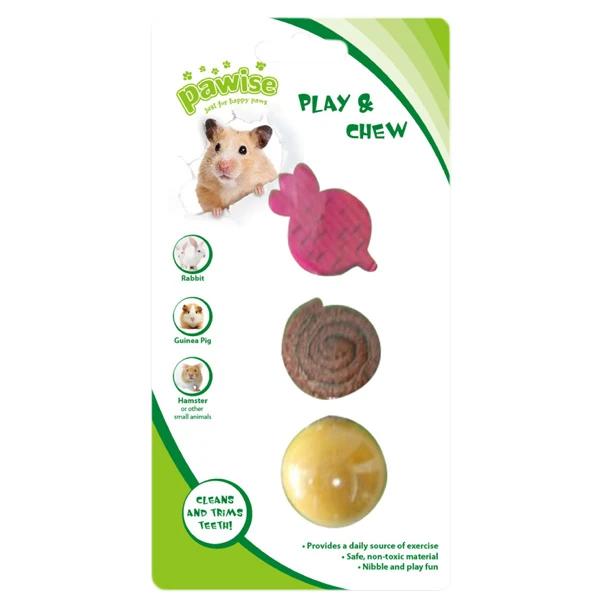 pawise
Just for happy paws
PLAY &
CHEW
Rabbit
Guinea Pig
Hamster
or other
small animals
CLEANS
AND TRIMS
TEETH!
• Provides a daily source of exercise
• Safe, non-toxic material
• Nibble and play fun